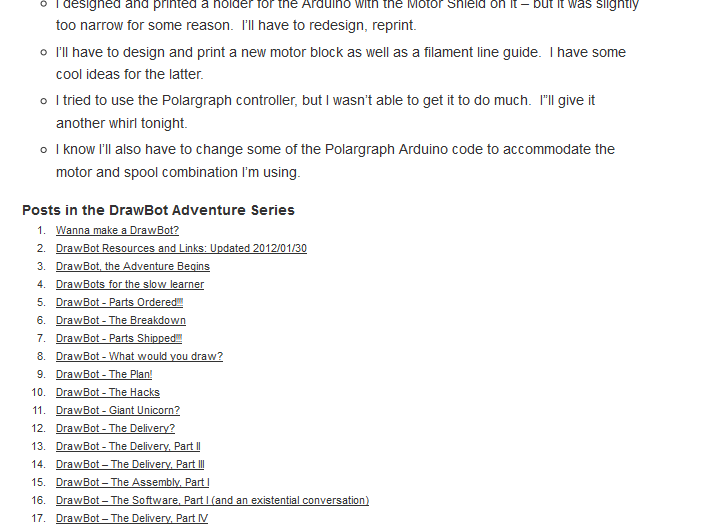 I designed and printed a holder for the Arduino with the Motor Shield on it – but it was slightly
too narrow for some reason.  I’ll have to redesign, reprint.
I’ll have to design and print a new motor block as well as a filament line guide.  I have some
cool ideas for the latter.
I tried to use the Polargraph controller, but I wasn’t able to get it to do much.  I”ll give it
another whirl tonight.
I know I’ll also have to change some of the Polargraph Arduino code to accommodate the
motor and spool combination I’m using.
Posts in the DrawBot Adventure Series
1. Wanna make a DrawBot?
2. DrawBot Resources and Links: Updated 2012/01/30
3. DrawBot, the Adventure Begins
4. DrawBots for the slow learner
5. DrawBot - Parts Ordered!!!
6. DrawBot - The Breakdown
7. DrawBot - Parts Shipped!!!
8. DrawBot - What would you draw?
9. DrawBot - The Plan!
10. DrawBot - The Hacks
11. DrawBot - Giant Unicorn?
12. DrawBot - The Delivery?
13. DrawBot - The Delivery, Part II
14. DrawBot – The Delivery, Part III
15. DrawBot – The Assembly, Part I
16. DrawBot – The Software, Part I (and an existential conversation)
17. DrawBot – The Delivery, Part IV